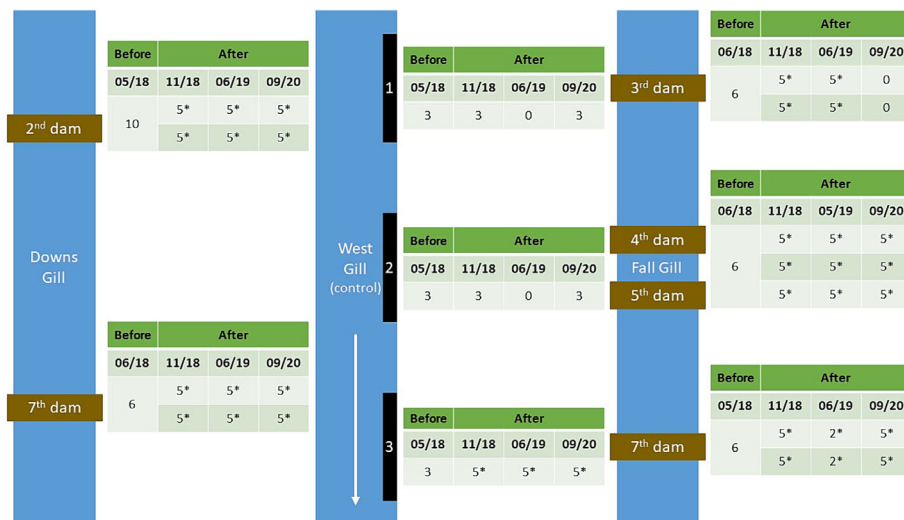 Before After
05/18 11/18 06/19 09/20
10 5* 5* 5*
5* 5* 5*
2nd dam
Downs
Gill
Before After
06/18 11/18 06/19 09/20
6 5* 5* 5*
5* 5* 5*
7th dam
West
Gill
(control)
1
Before After
05/18 11/18 06/19 09/20
3 3 0 3
2
Before After
05/18 11/18 06/19 09/20
3 3 0 3
3
Before After
05/18 11/18 06/19 09/20
3 5* 5* 5*
3rd dam
Before After
06/18 11/18 06/19 09/20
6 5* 5* 0
5* 5* 0
4th dam
Fall Gill
5th dam
Before After
06/18 11/18 05/19 09/20
6 5* 5* 5*
5* 5* 5*
5* 5* 5*
7th dam
Before After
05/18 11/18 06/19 09/20
6 5* 2* 5*
5* 2* 5*